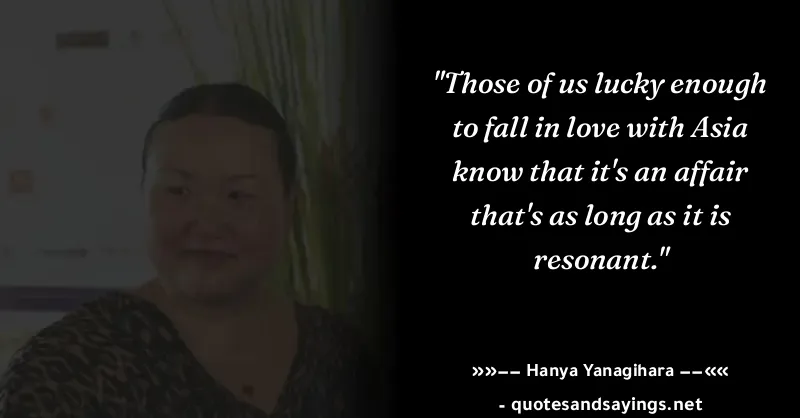 "Those of us lucky enough
to fall in love with Asia
know that it's an affair
that's as long as it is
resonant."
»»−− Hanya Yanagihara −−««
- quotesandsayings.net